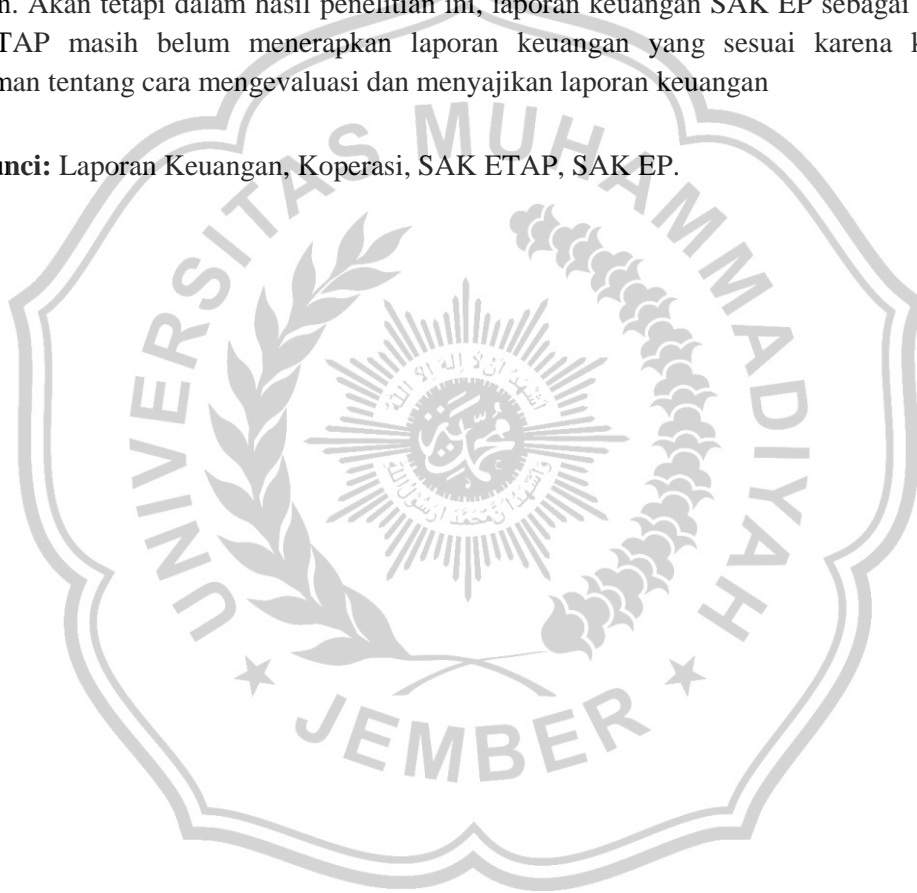 n. Akan tetapi dalam hasil penelitian ini, laporan keuangan SAK EP sebagai
TAP masih belum menerapkan laporan keuangan yang sesuai karena k
man tentang cara mengevaluasi dan menyajikan laporan keuangan
unci: Laporan Keuangan, Koperasi, SAK ETAP, SAK EP.
UNIVERSITAS MUHAMMADIYAH
JEMBER